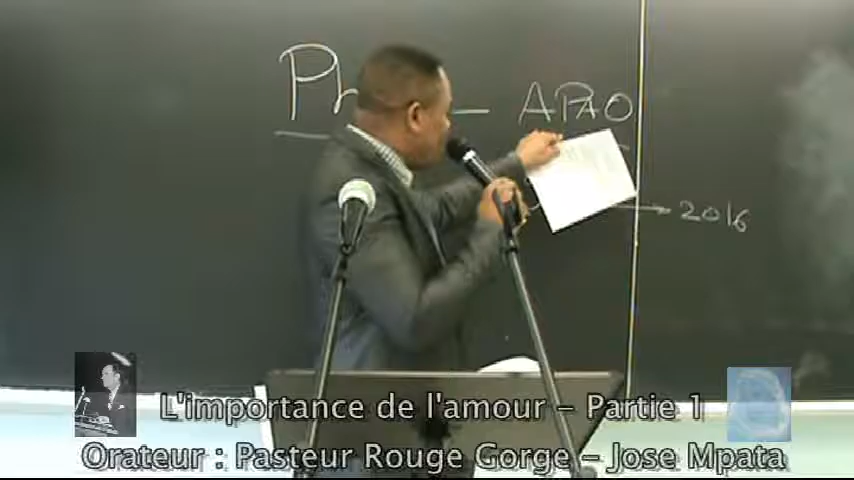 Ph — APAO
→ 2016
L'importance de l'amour - Partie 1
Orateur : Pasteur Rouge Gorge - Jose Mpata